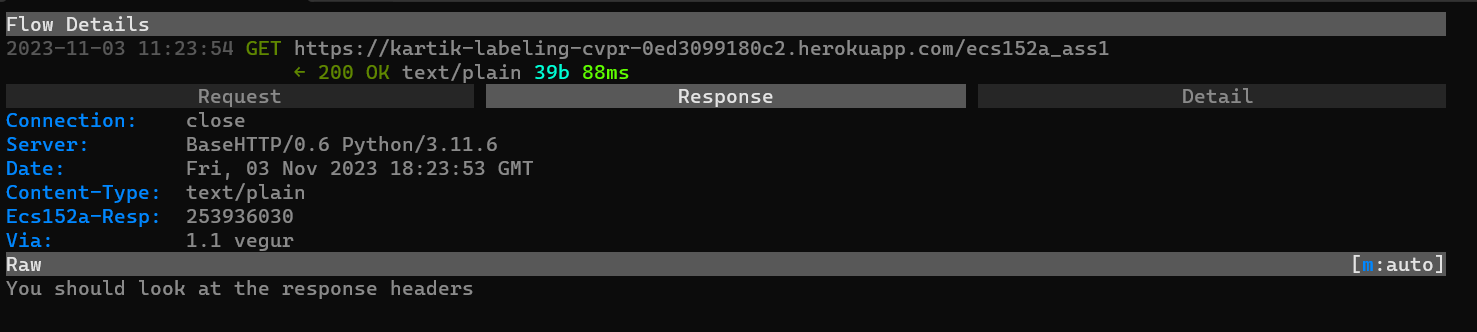 Flow Details
2023-11-03 11:23:54 GET https://kartik-labeling-cvpr-0ed3099180c2.herokuapp.com/ecs152a_ass1
← 200 OK text/plain 39b 88ms
Request Response Detail
Connection: close
Server: BaseHTTP/0.6 Python/3.11.6
Date: Fri, 03 Nov 2023 18:23:53 GMT
Content-Type: text/plain
Ecs152a-Resp: 253936030
Via: 1.1 vegur
Raw [m:auto]
You should look at the response headers